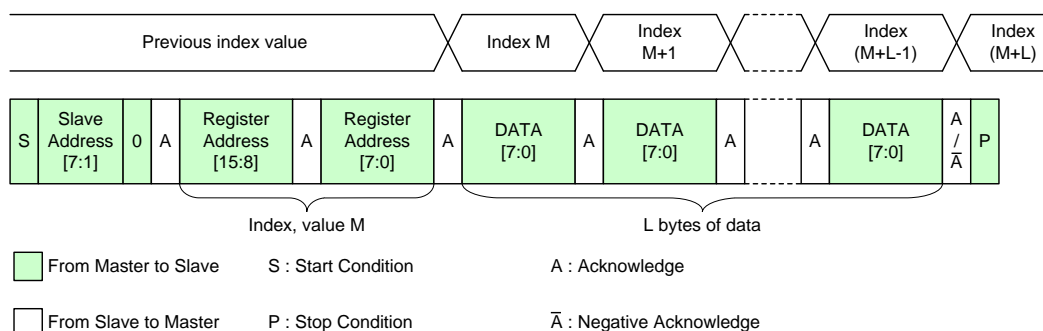 Previous index value
Index M
Index
M+1
Index
(M+L-1)
Index
(M+L)
S
Slave
Address
[7:1]
0
A
Register
Address
[15:8]
A
Register
Address
[7:0]
A
DATA
[7:0]
A
DATA
[7:0]
A
A
DATA
[7:0]
A
/
A̅
P
Index, value M
L bytes of data
From Master to Slave
S : Start Condition
A : Acknowledge
From Slave to Master
P : Stop Condition
A̅ : Negative Acknowledge